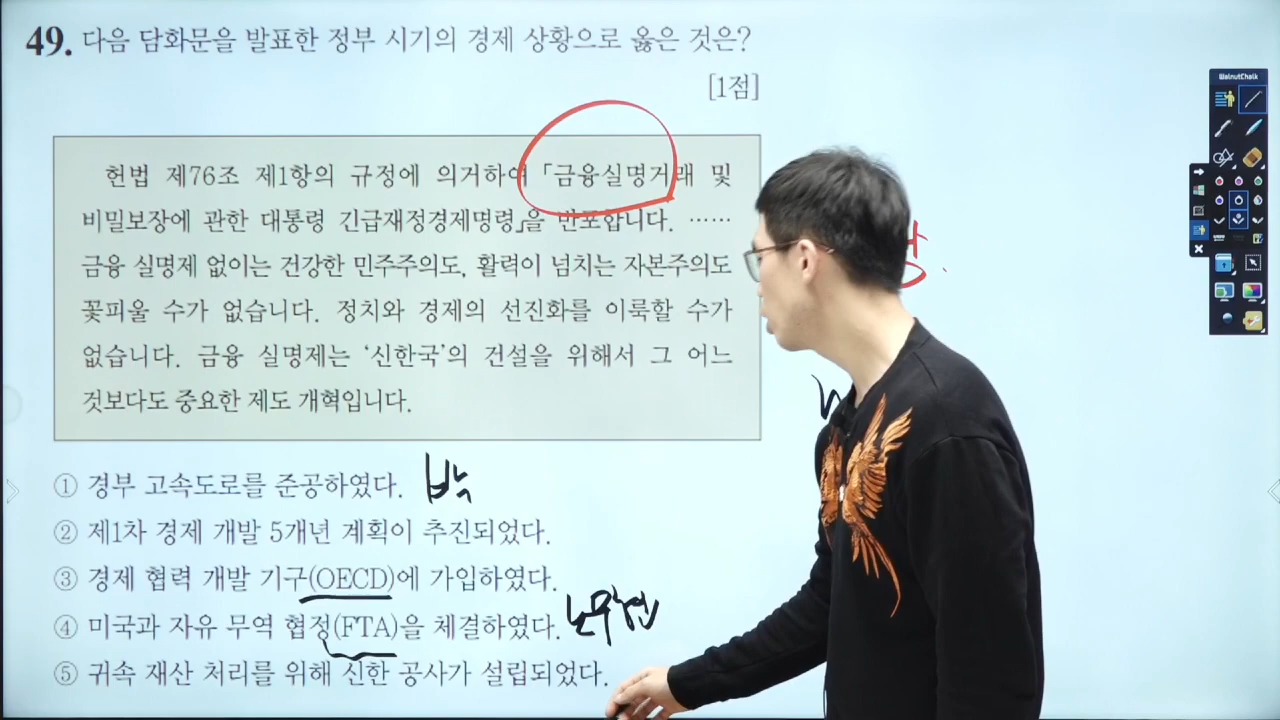 49. 다음 담화문을 발표한 정부 시기의 경제 상황으로 옳은 것은?
[1점]
헌법 제76조 제1항의 규정에 의거하여 「금융실명거래 및
비밀보장에 관한 대통령 긴급재정경제명령」을 반포합니다. ……
금융 실명제 없이는 건강한 민주주의도, 활력이 넘치는 자본주의도
꽃피울 수가 없습니다. 정치와 경제의 선진화를 이룩할 수가
없습니다. 금융 실명제는 ‘신한국’의 건설을 위해서 그 어느
것보다도 중요한 제도 개혁입니다.
① 경부 고속도로를 준공하였다. 박
② 제1차 경제 개발 5개년 계획이 추진되었다.
③ 경제 협력 개발 기구(OECD)에 가입하였다.
④ 미국과 자유 무역 협정(FTA)을 체결하였다. 노무현
⑤ 귀속 재산 처리를 위해 신한 공사가 설립되었다.
WalnutChalk